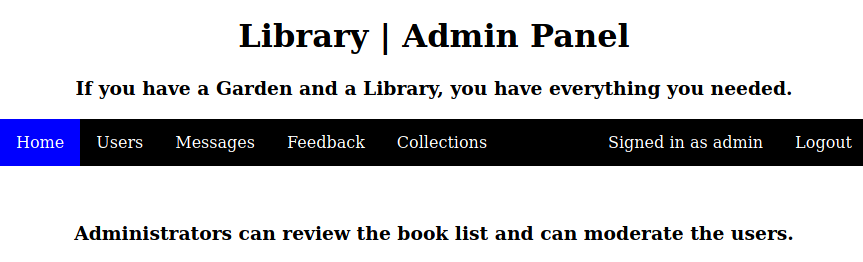 Library | Admin Panel
If you have a Garden and a Library, you have everything you needed.
Home Users Messages Feedback Collections Signed in as admin Logout
Administrators can review the book list and can moderate the users.